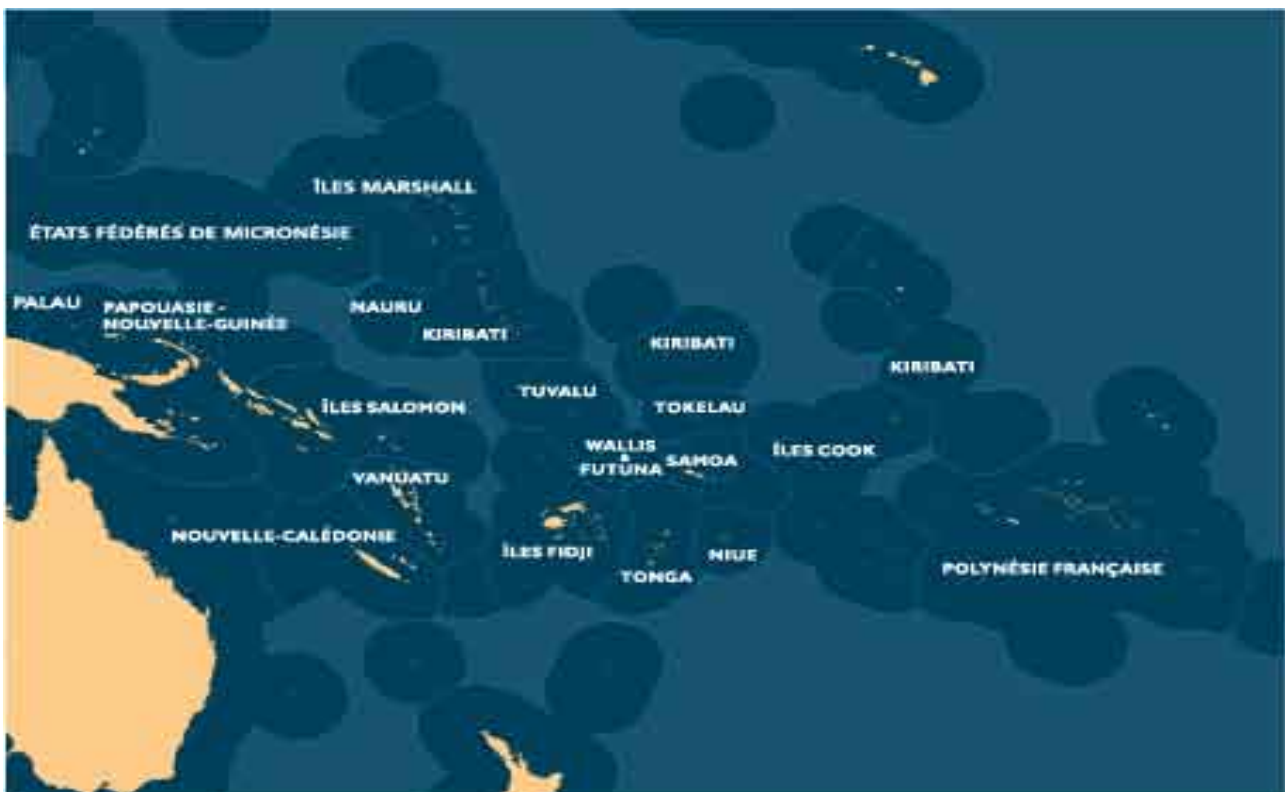 ÎLES MARSHALL
ÉTATS FÉDÉRÉS DE MICRONÉSIE
PALAU
PAPOUASIE -
NOUVELLE-GUINÉE
NAURU
KIRIBATI
KIRIBATI
KIRIBATI
TUVALU
TOKELAU
ÎLES SALOMON
WALLIS
&
FUTUNA
SAMOA
ÎLES COOK
VANUATU
NOUVELLE-CALÉDONIE
ÎLES FIDJI
TONGA
NIUE
POLYNÉSIE FRANÇAISE